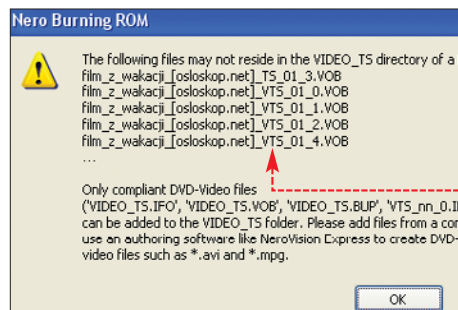 Nero Burning ROM
The following files may not reside in the VIDEO_TS directory of a
film_z_wakacji_[osloskop.net]_TS_01_3.VOB
film_z_wakacji_[osloskop.net]_VTS_01_0.VOB
film_z_wakacji_[osloskop.net]_VTS_01_1.VOB
film_z_wakacji_[osloskop.net]_VTS_01_2.VOB
film_z_wakacji_[osloskop.net]_VTS_01_4.VOB
...
Only compliant DVD-Video files
('VIDEO_TS.IFO', 'VIDEO_TS.VOB', 'VIDEO_TS.BUP', 'VTS_nn_0.I
can be added to the VIDEO_TS folder. Please add files from a
use an authoring software like NeroVision Express to create DVD-
video files such as *.avi and *.mpg.
OK